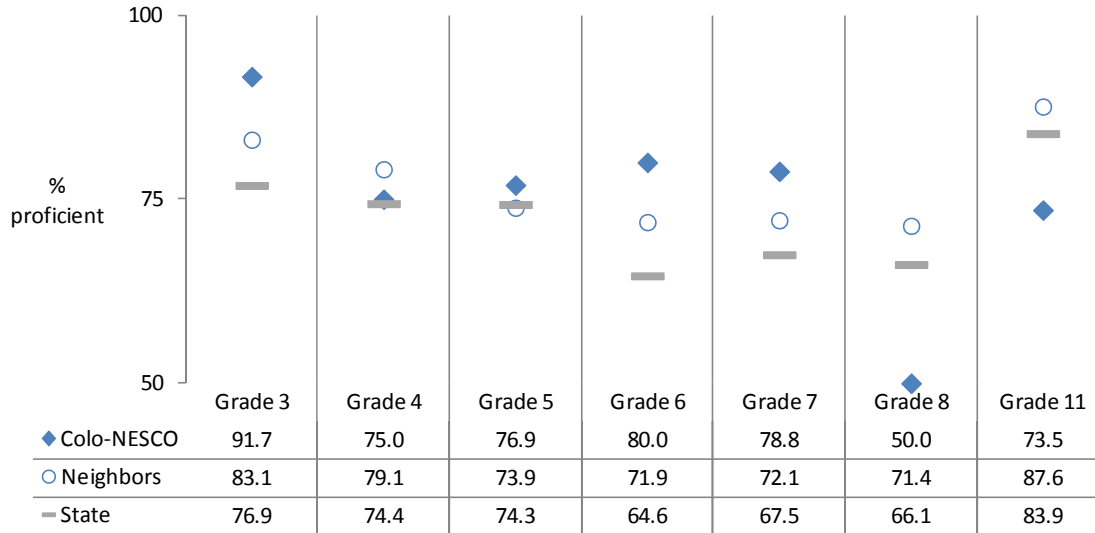 100
%
proficient
75
50
Grade 3 Grade 4 Grade 5 Grade 6 Grade 7 Grade 8 Grade 11
Colo-NESCO 91.7 75.0 76.9 80.0 78.8 50.0 73.5
Neighbors 83.1 79.1 73.9 71.9 72.1 71.4 87.6
State 76.9 74.4 74.3 64.6 67.5 66.1 83.9